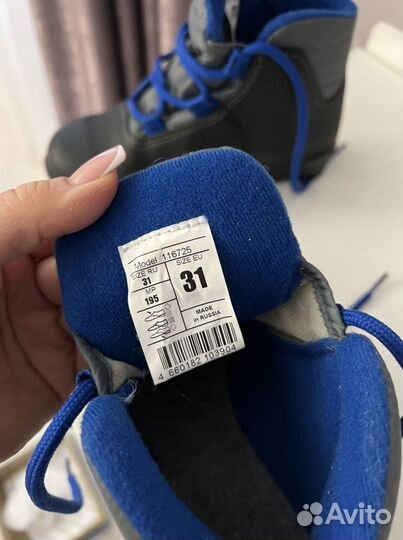 Model 116725
SIZE RU SIZE EU
31 31
MP
195
MADE
in RUSSIA
4 660182 103904
Avito